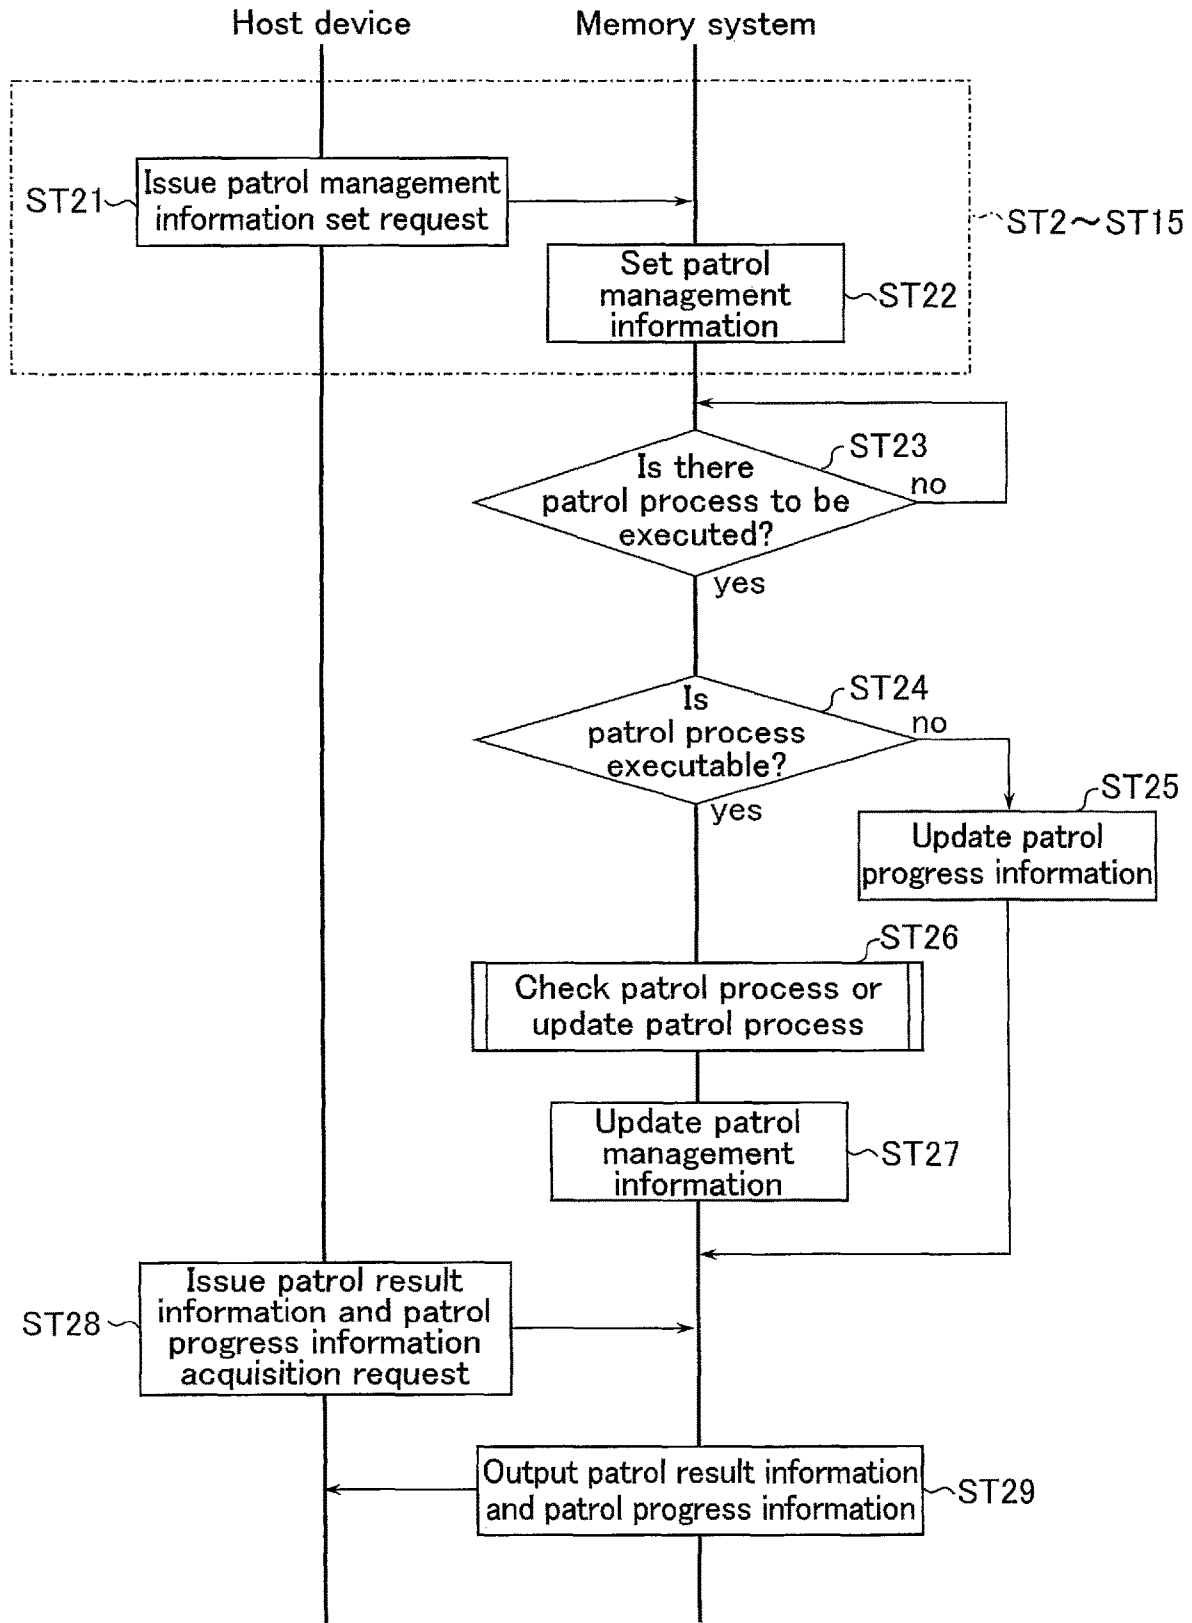 Host device
Memory system
ST21
Issue patrol management
information set request
ST2~ST15
Set patrol
management
information
ST22
ST23
Is there
patrol process to be
executed?
no
yes
ST24
Is
patrol process
executable?
no
yes
ST25
Update patrol
progress information
ST26
Check patrol process or
update patrol process
Update patrol
management
information
ST27
ST28
Issue patrol result
information and patrol
progress information
acquisition request
Output patrol result information
and patrol progress information
ST29